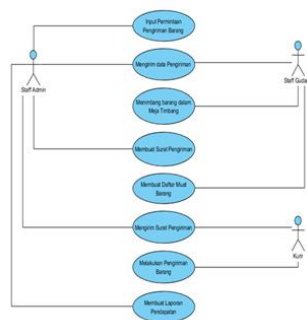 Input Permintaan
Pengiriman Barang
Staff Admin
Mengirim data Pengiriman
Staff Gudang
Menimbang barang dalam
Meja Timbang
Membuat Surat Pengiriman
Membuat Daftar Muat
Barang
Mengirim Surat Pengiriman
Kurir
Melakukan Pengiriman
Barang
Membuat Laporan
Pendapatan